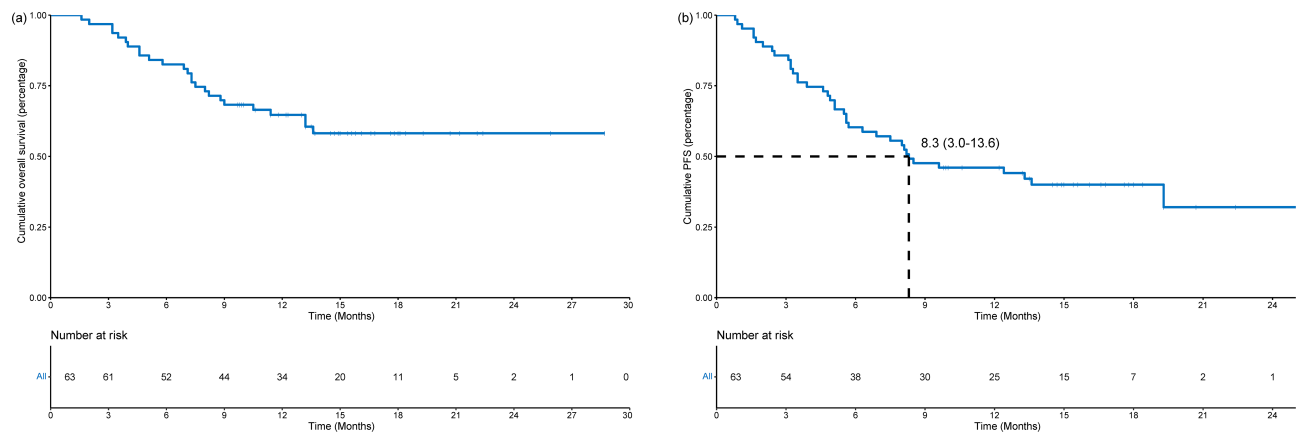 (a)
Cumulative overall survival (percentage)
1.00
0.75
0.50
0.25
0.00
0 3 6 9 12 15 18 21 24 27 30
Time (Months)
Number at risk
All 63 61 52 44 34 20 11 5 2 1 0
0 3 6 9 12 15 18 21 24 27 30
Time (Months)
(b)
Cumulative PFS (percentage)
1.00
0.75
0.50
0.25
0.00
8.3 (3.0-13.6)
0 3 6 9 12 15 18 21 24
Time (Months)
Number at risk
All 63 54 38 30 25 15 7 2 1
0 3 6 9 12 15 18 21 24
Time (Months)